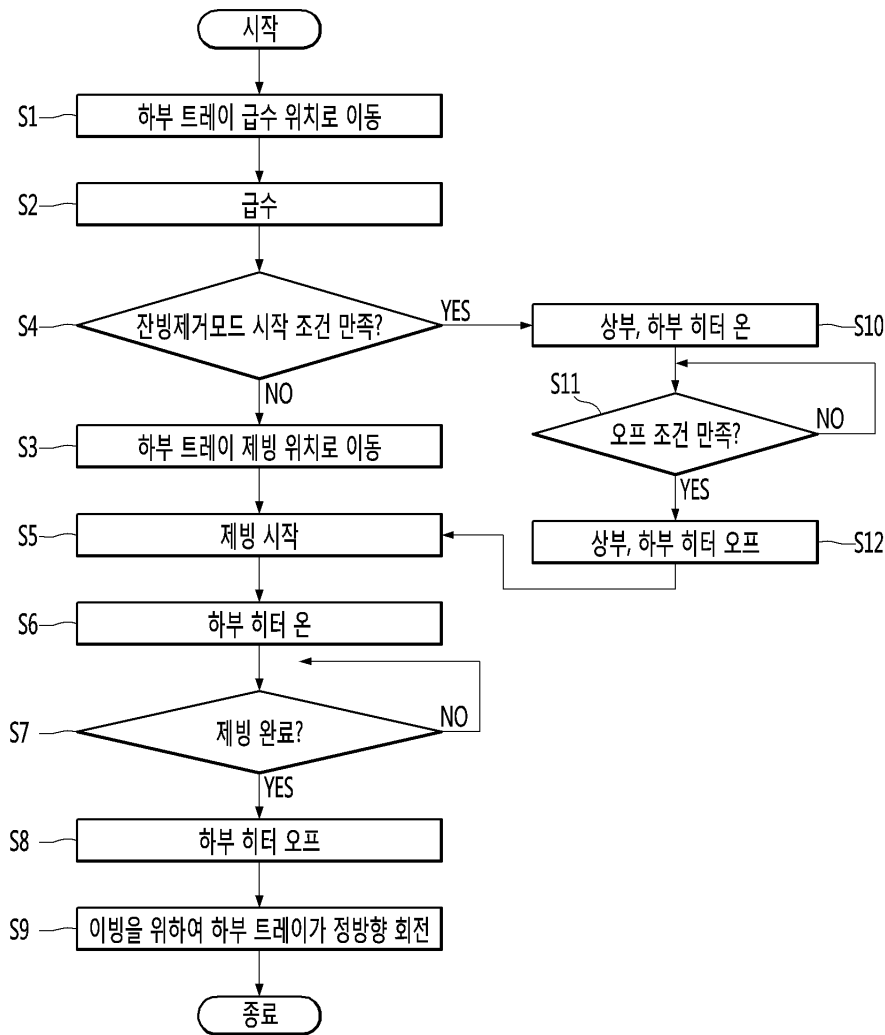 시작
S1
하부 트레이 급수 위치로 이동
S2
급수
S4
잔빙제거모드 시작 조건 만족?
YES
상부, 하부 히터 온
S10
NO
S11
오프 조건 만족?
NO
S3
하부 트레이 제빙 위치로 이동
YES
S5
제빙 시작
상부, 하부 히터 오프
S12
S6
하부 히터 온
S7
제빙 완료?
NO
YES
S8
하부 히터 오프
S9
이빙을 위하여 하부 트레이가 정방향 회전
종료